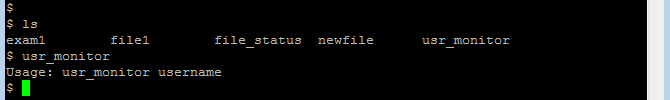 $
$ ls
exam1 file1 file_status newfile usr_monitor
$ usr_monitor
Usage: usr_monitor username
$